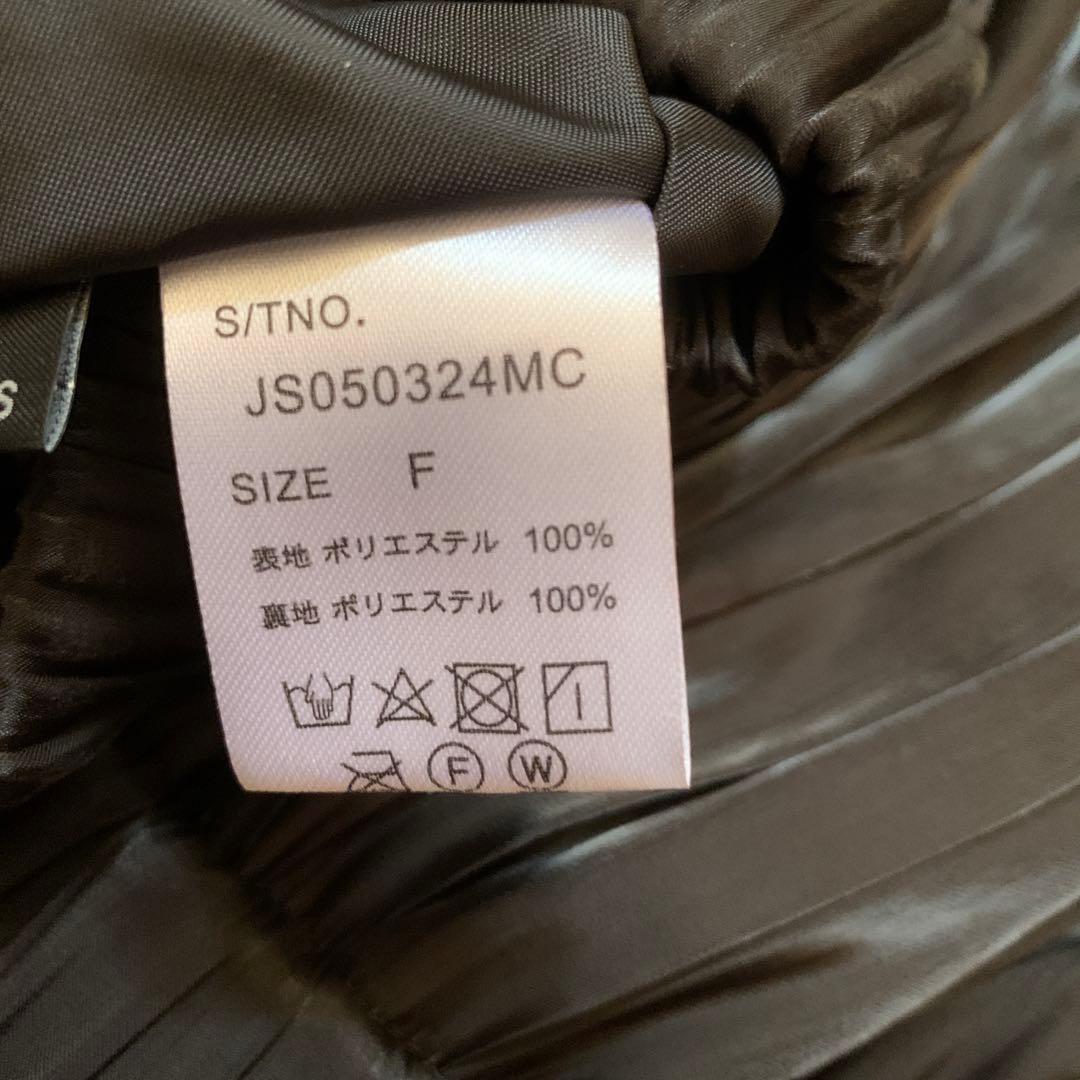 S/TNO.
JS050324MC
SIZE F
表地 ポリエステル 100%
裏地 ポリエステル 100%
F W
S